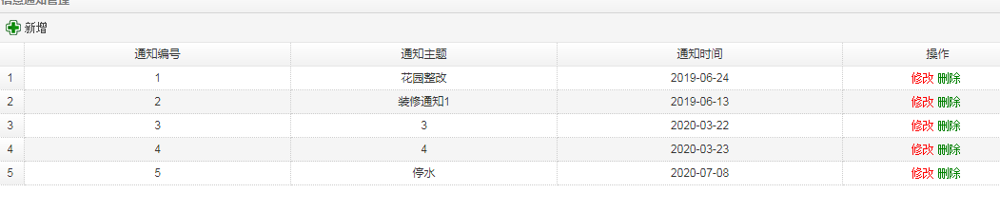 信息通知管理
新增
通知编号 通知主题 通知时间 操作
1 1 花园整改 2019-06-24 修改 删除
2 2 装修通知1 2019-06-13 修改 删除
3 3 3 2020-03-22 修改 删除
4 4 4 2020-03-23 修改 删除
5 5 停水 2020-07-08 修改 删除